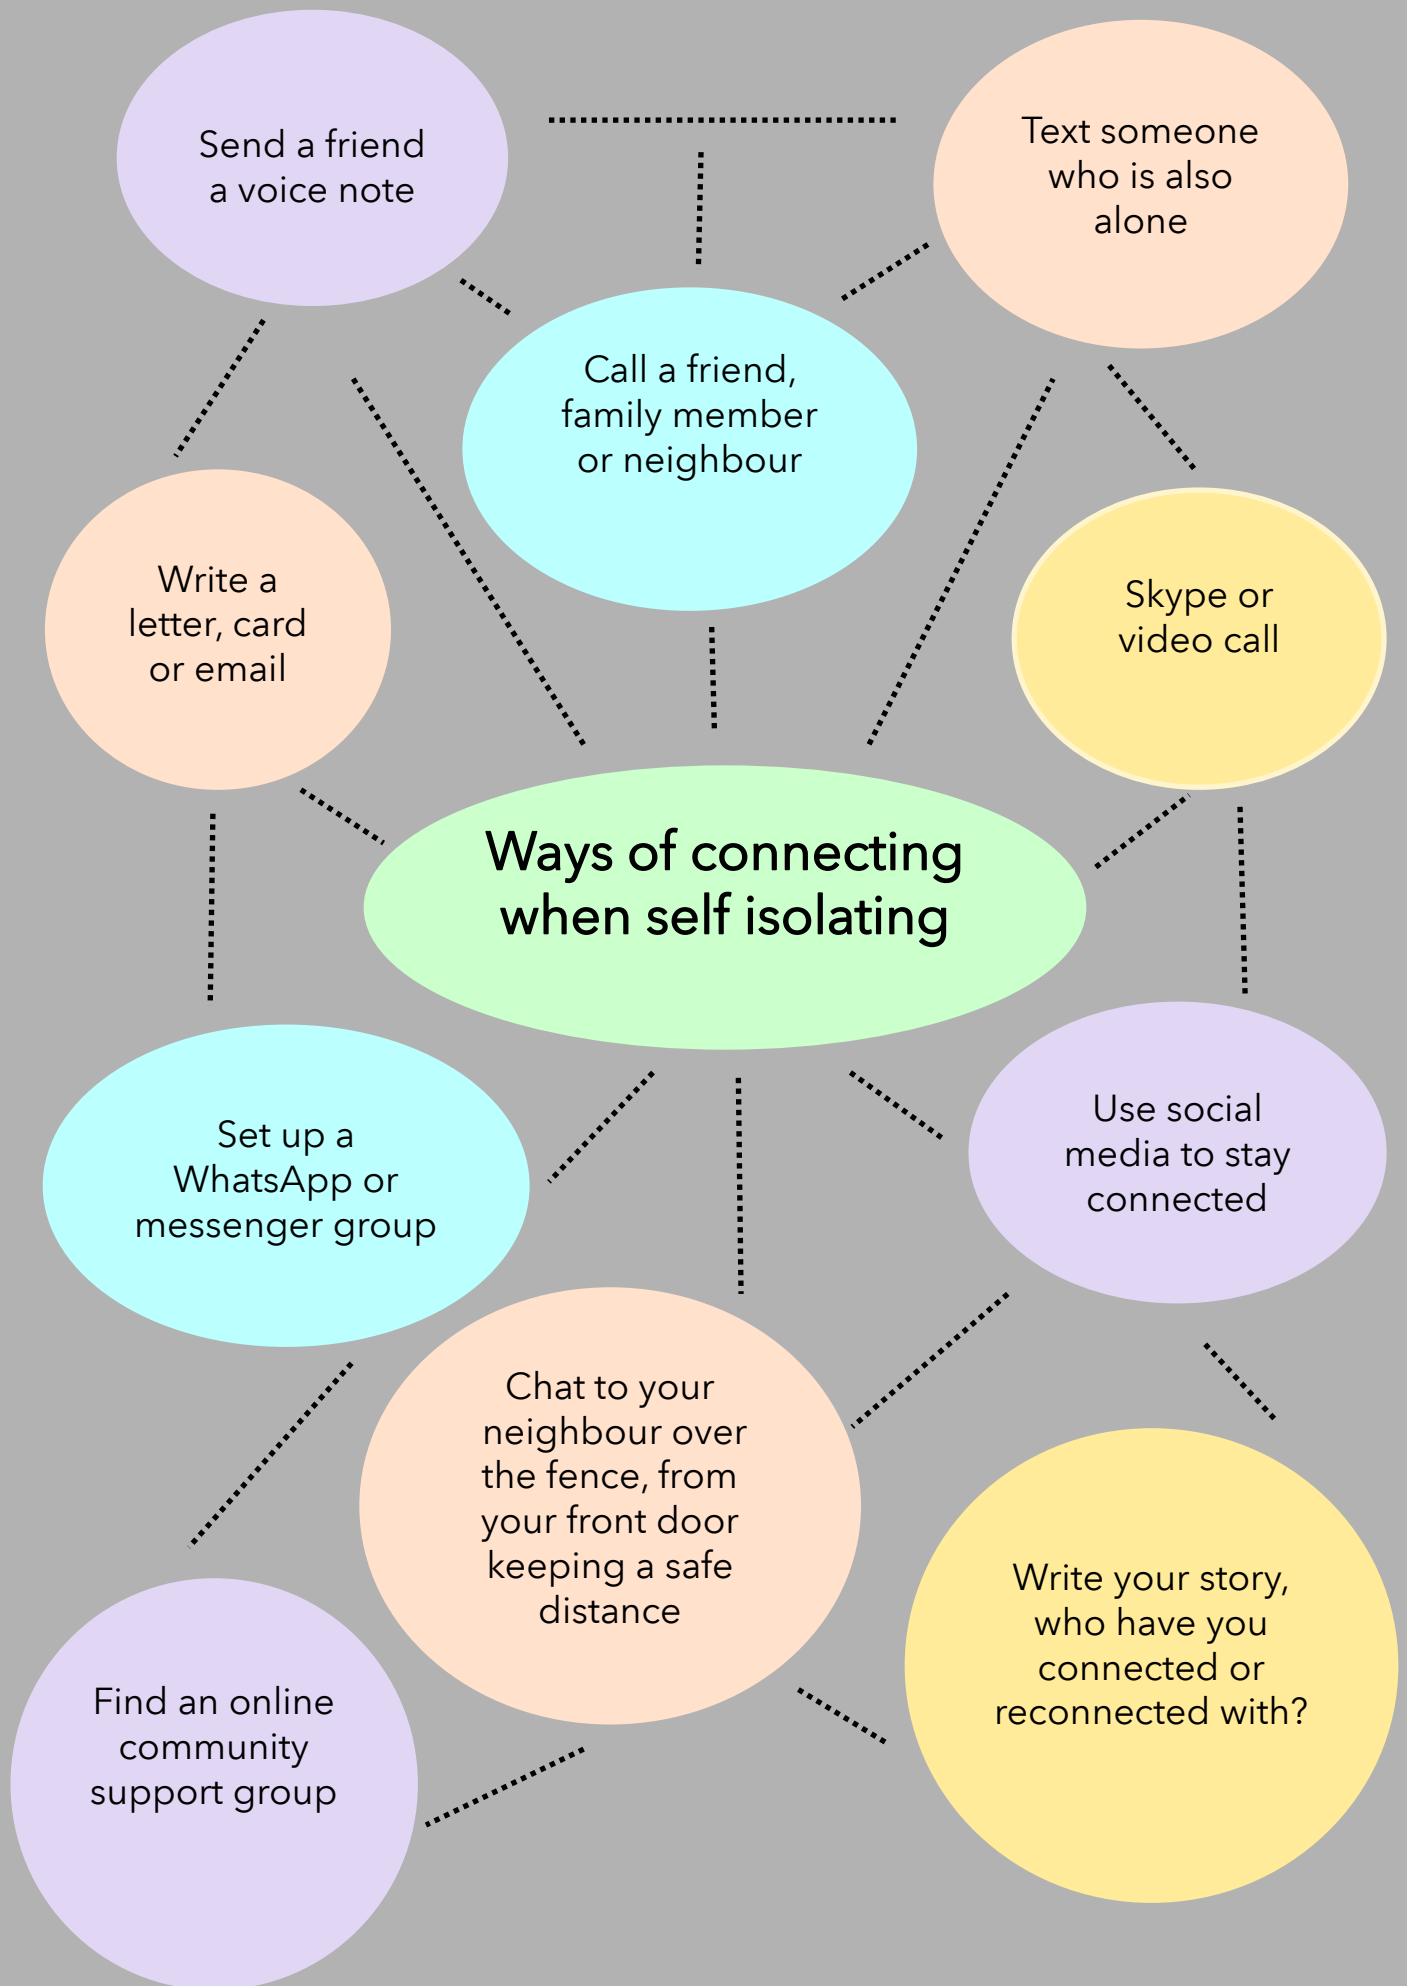 Send a friend
a voice note
Text someone
who is also
alone
Call a friend,
family member
or neighbour
Write a
letter, card
or email
Skype or
video call
Ways of connecting
when self isolating
Set up a
WhatsApp or
messenger group
Use social
media to stay
connected
Chat to your
neighbour over
the fence, from
your front door
keeping a safe
distance
Write your story,
who have you
connected or
reconnected with?
Find an online
community
support group